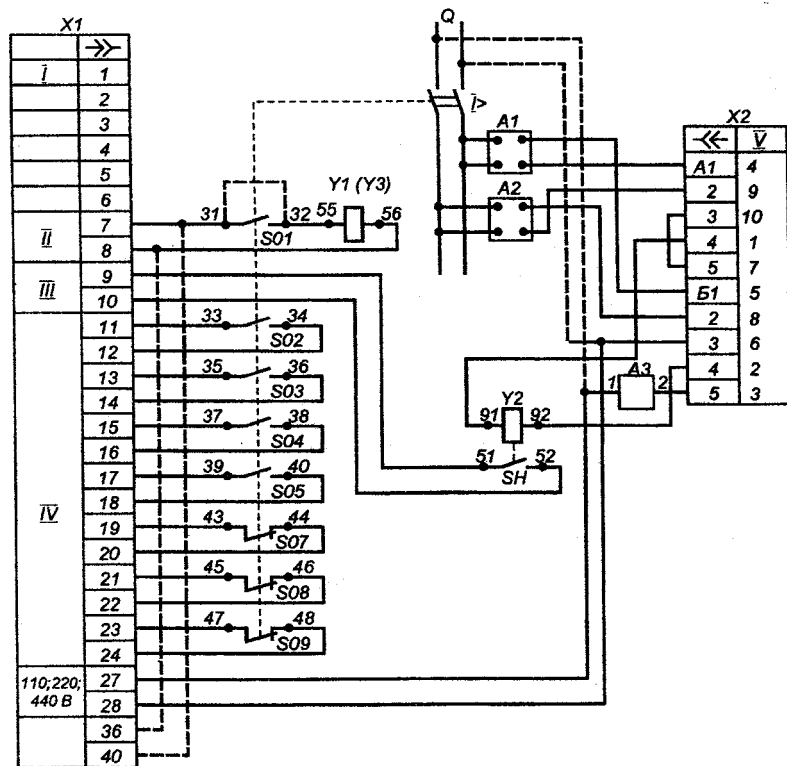 X1
Q
Ī
1
2
3
4
5
6
7
8
9
10
11
12
13
14
15
16
17
18
19
20
21
22
23
24
27
28
36
40
II
III
IV
110;220;
440 В
31
32
55
56
S01
Y1 (Y3)
33
34
S02
35
36
S03
37
38
S04
39
40
S05
43
44
S07
45
46
S08
47
48
S09
I>
A1
A2
A3
1
2
Y2
91
92
51
52
SH
X2
V
A1 4
2 9
3 10
4 1
5 7
Б1 5
2 8
3 6
4 2
5 3